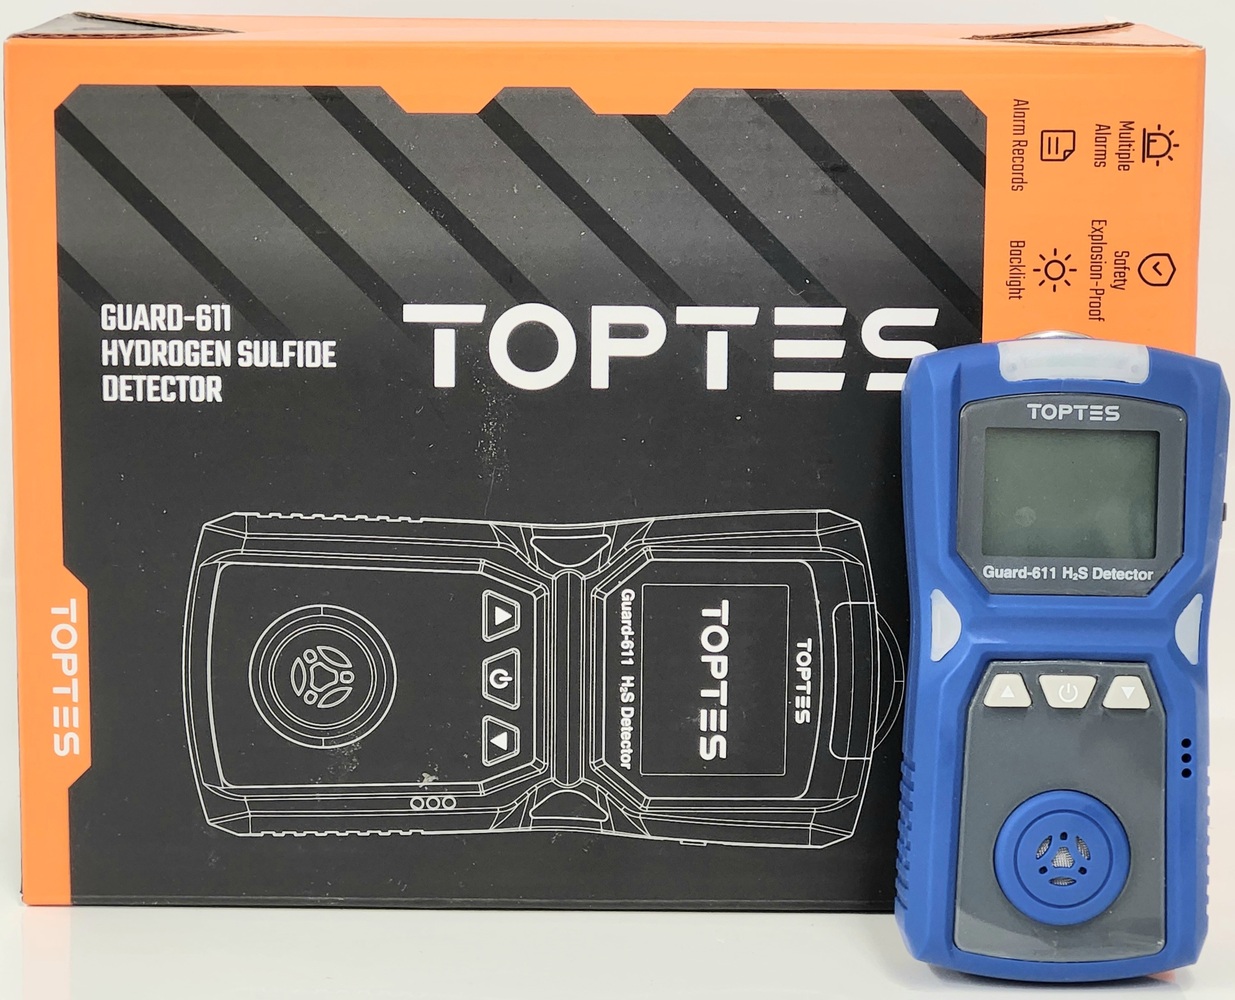 Multiple
Alarms
Alarm Records
Safety
Explosion-Proof
Backlight
GUARD-611
HYDROGEN SULFIDE
DETECTOR
TOPTES
TOPTES
Guard-611 H₂S Detector
TOPTES
TOPTES
Guard-611 H₂S Detector
TOPTES